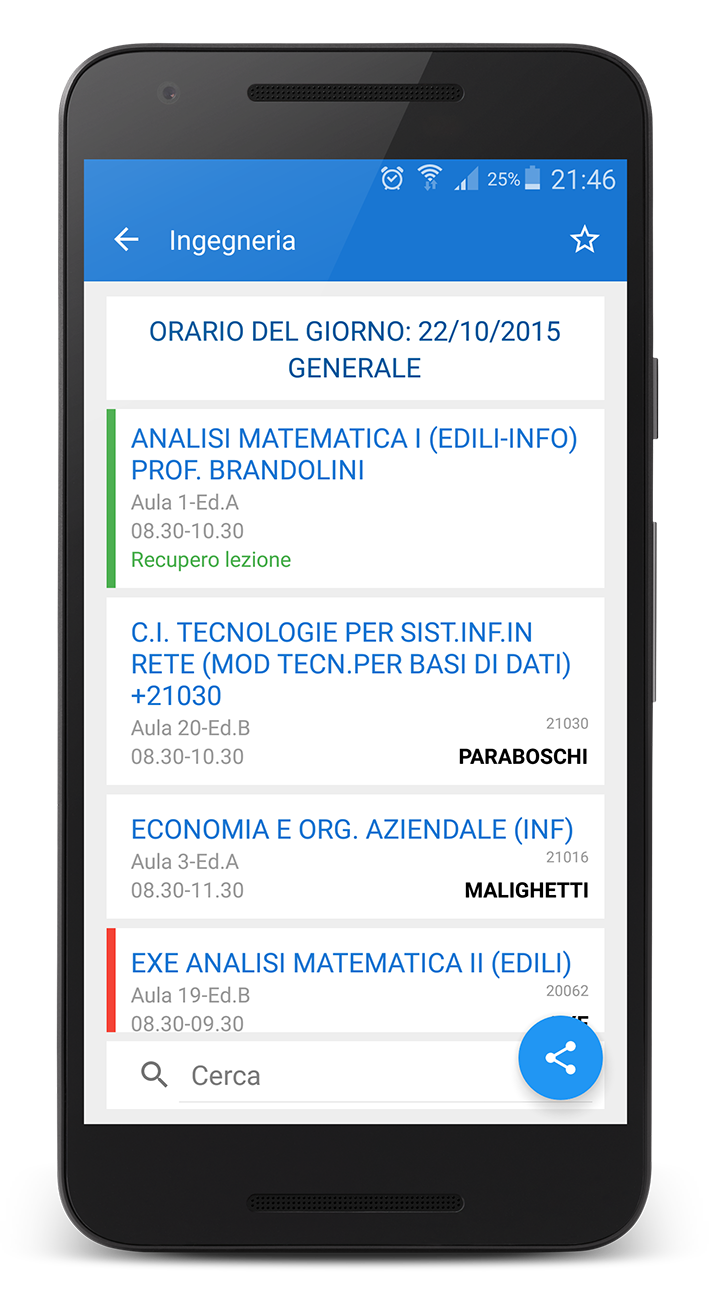 25% 21:46
Ingegneria
ORARIO DEL GIORNO: 22/10/2015
GENERALE
ANALISI MATEMATICA I (EDILI-INFO)
PROF. BRANDOLINI
Aula 1-Ed.A
08.30-10.30
Recupero lezione
C.I. TECNOLOGIE PER SIST.INF.IN
RETE (MOD TECN.PER BASI DI DATI)
+21030
Aula 20-Ed.B 21030
08.30-10.30 PARABOSCHI
ECONOMIA E ORG. AZIENDALE (INF)
Aula 3-Ed.A 21016
08.30-11.30 MALIGHETTI
EXE ANALISI MATEMATICA II (EDILI)
Aula 19-Ed.B 20062
08.30-09.30
Cerca